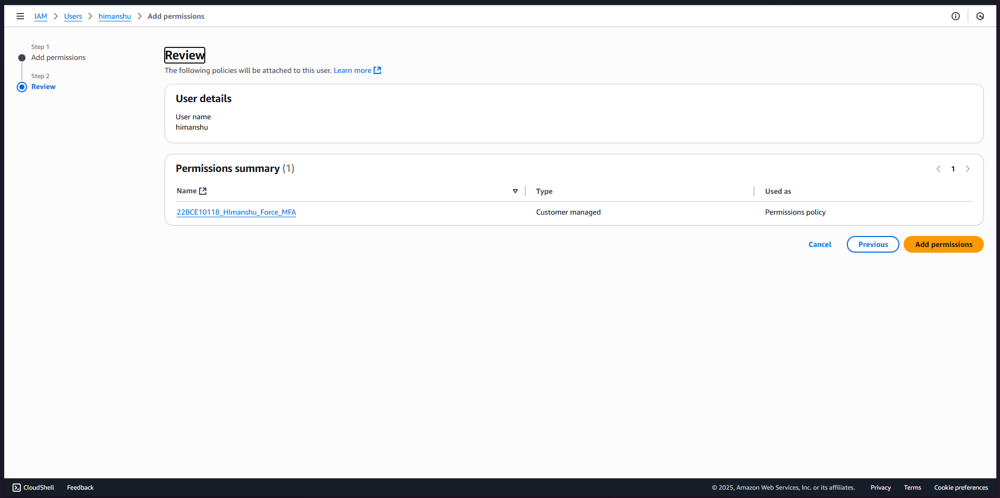 IAM > Users > himanshu > Add permissions
Step 1
Add permissions
Step 2
Review
Review
The following policies will be attached to this user. Learn more
User details
User name
himanshu
Permissions summary (1)
1
Name Type Used as
22BCE10118_HImanshu_Force_MFA Customer managed Permissions policy
Cancel Previous Add permissions
CloudShell Feedback © 2025, Amazon Web Services, Inc. or its affiliates. Privacy Terms Cookie preferences